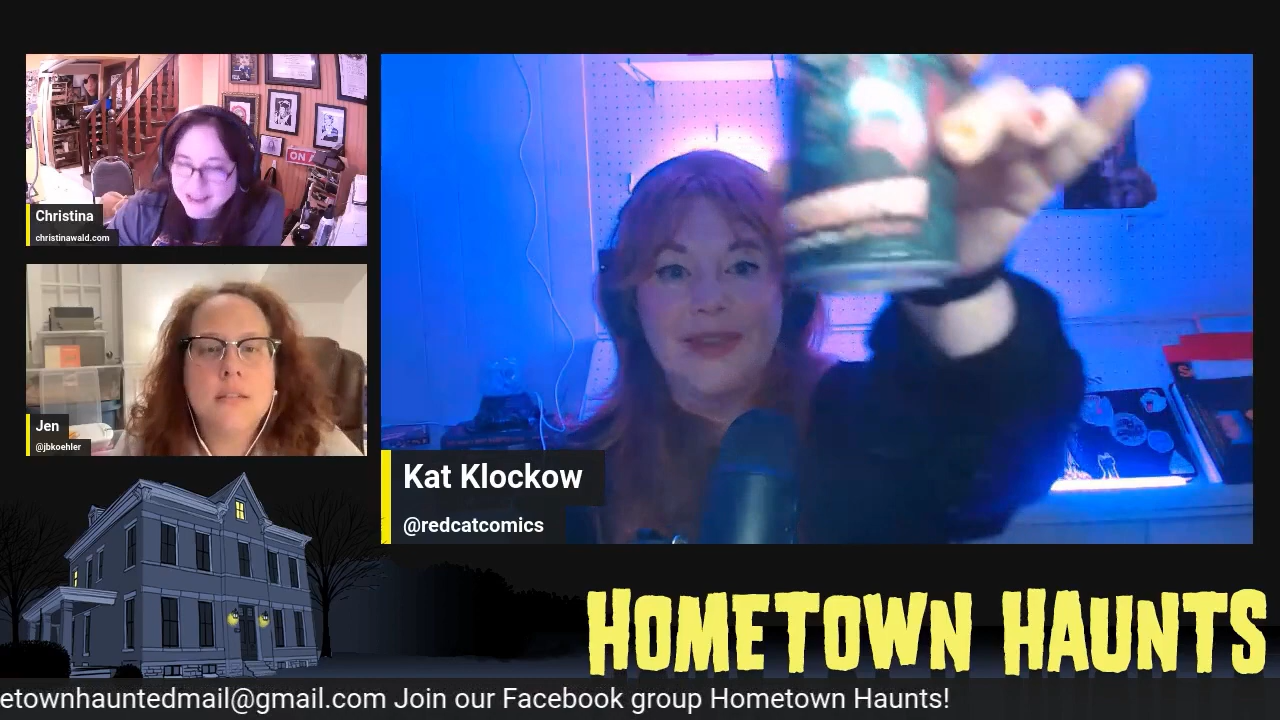 ON A
Christina
christinawald.com
Jen
@jbkoehler
Kat Klockow
@redcatcomics
HOMETOWN HAUNTS
etownhauntedmail@gmail.com Join our Facebook group Hometown Haunts!